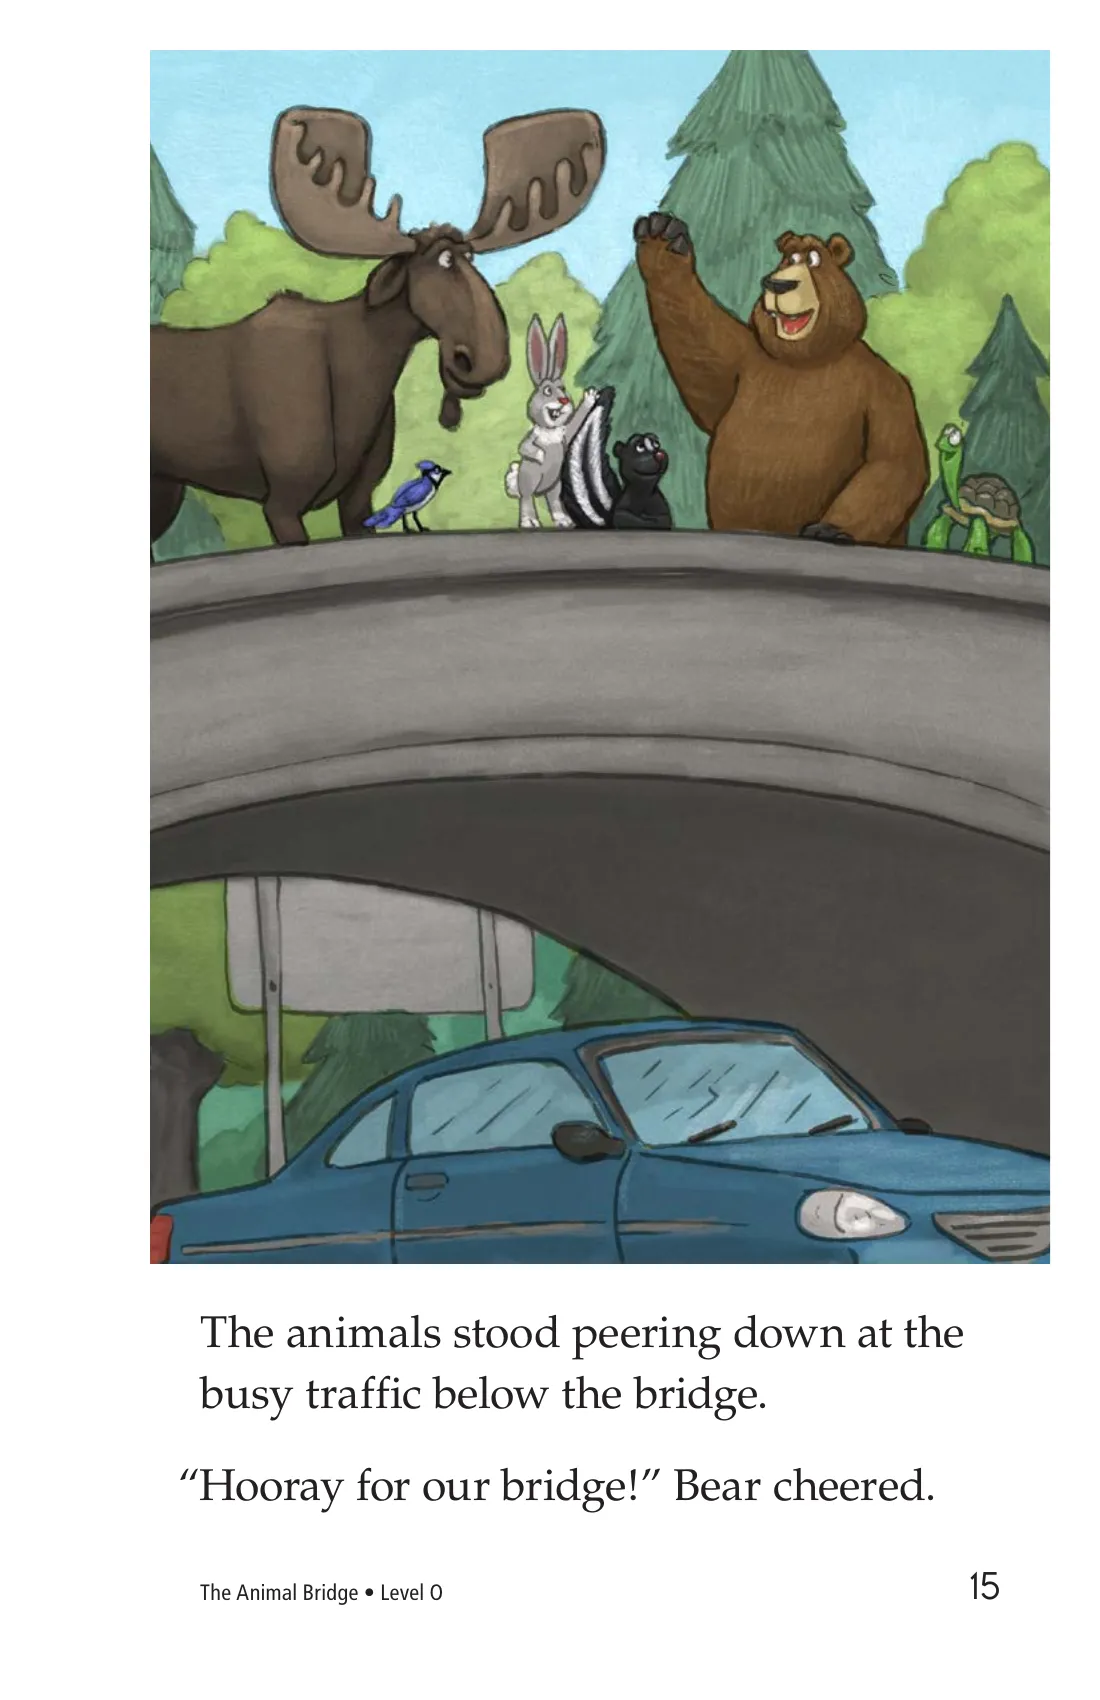 The animals stood peering down at the
busy traffic below the bridge.
“Hooray for our bridge!” Bear cheered.
The Animal Bridge • Level O
15